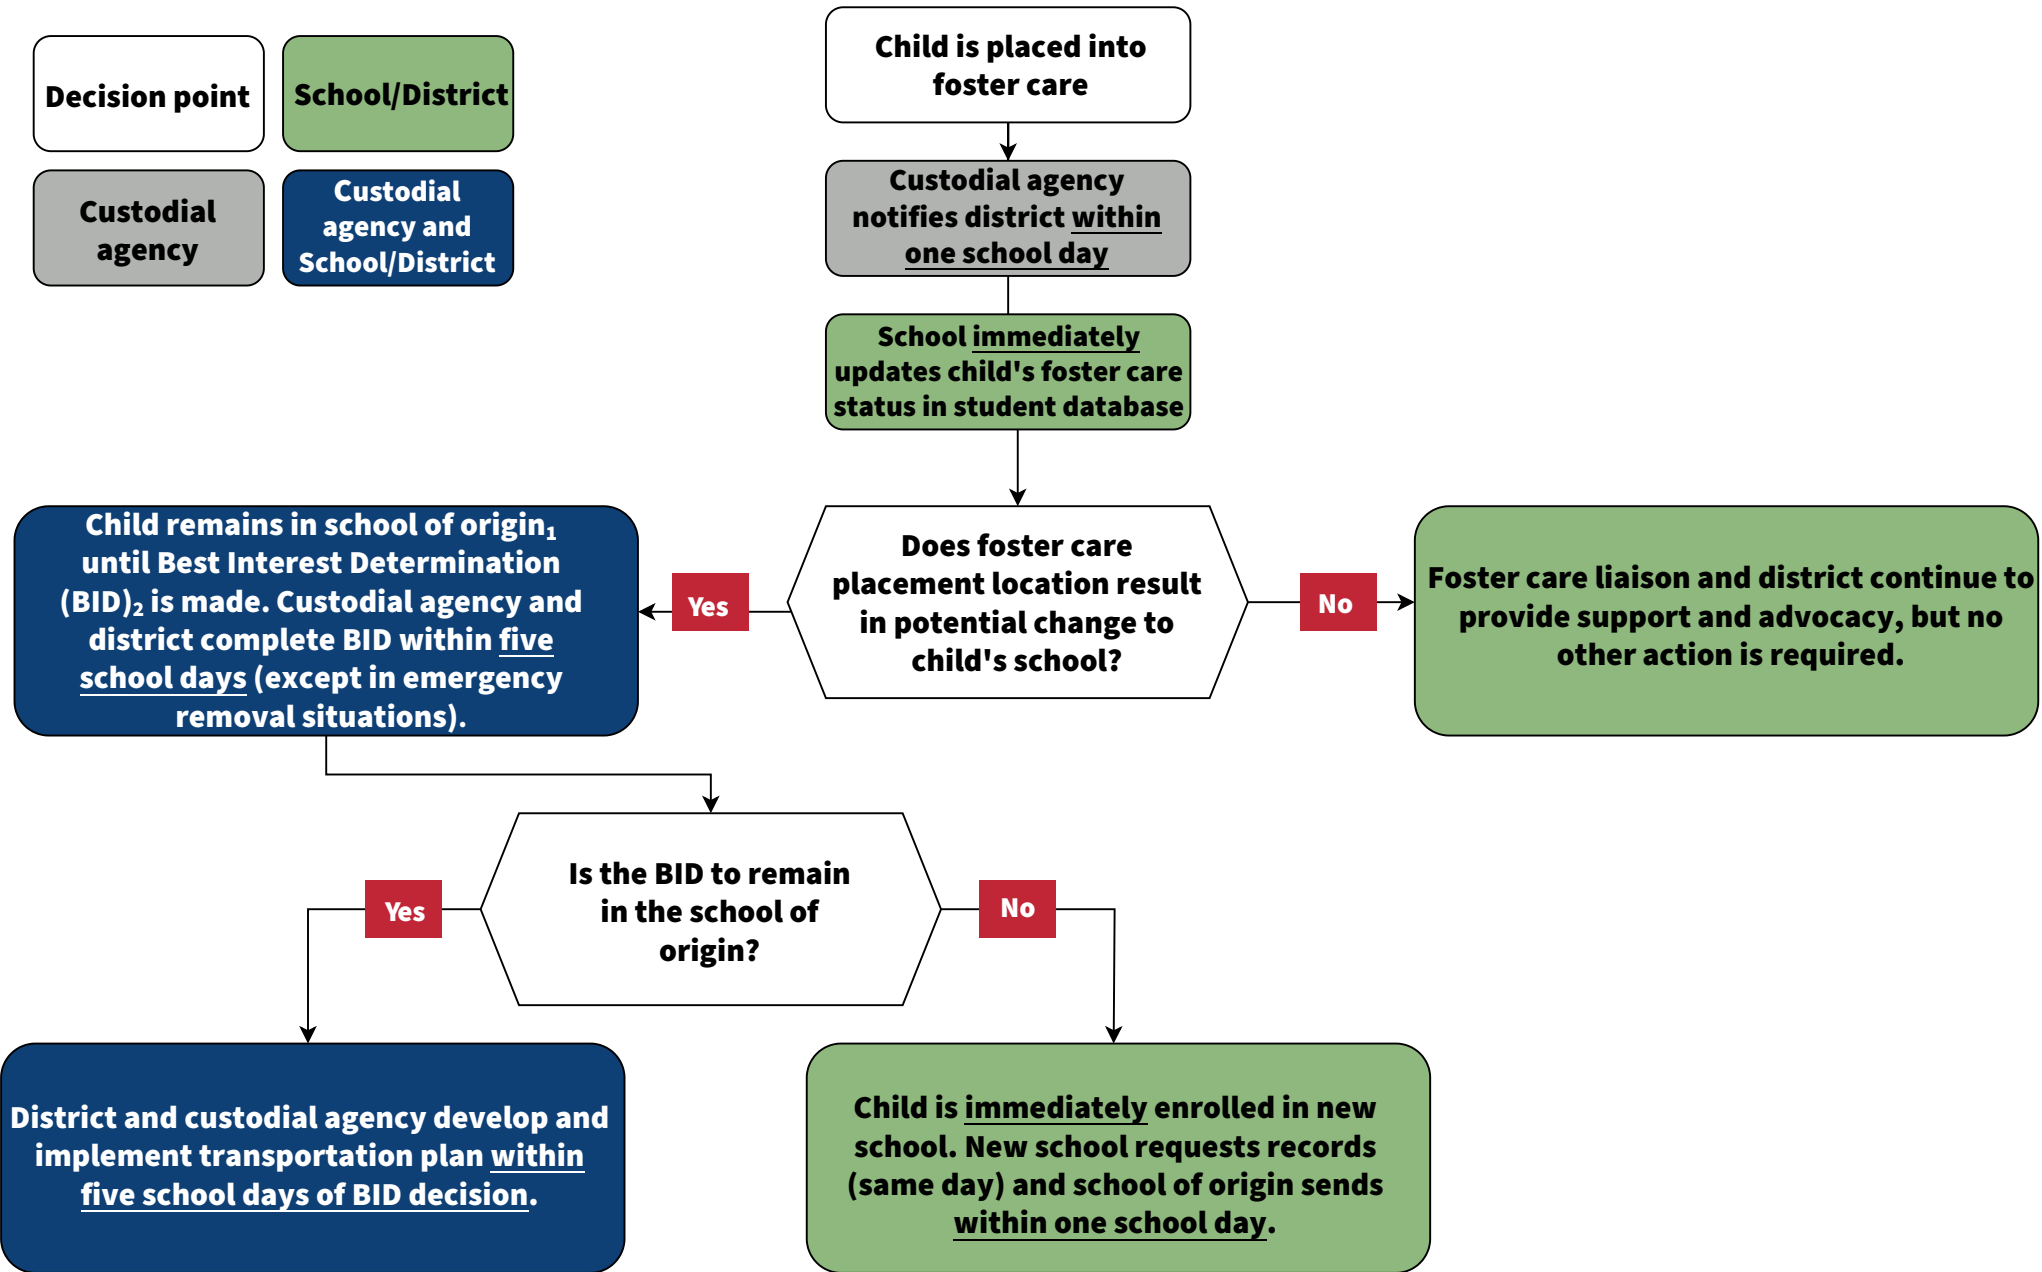 Decision point
School/District
Custodial
agency
Custodial
agency and
School/District
Child is placed into
foster care
Custodial agency
notifies district within
one school day
School immediately
updates child's foster care
status in student database
Does foster care
placement location result
in potential change to
child's school?
Yes
No
Child remains in school of origin₁
until Best Interest Determination
(BID)₂ is made. Custodial agency and
district complete BID within five
school days (except in emergency
removal situations).
Foster care liaison and district continue to
provide support and advocacy, but no
other action is required.
Is the BID to remain
in the school of
origin?
Yes
No
District and custodial agency develop and
implement transportation plan within
five school days of BID decision.
Child is immediately enrolled in new
school. New school requests records
(same day) and school of origin sends
within one school day.